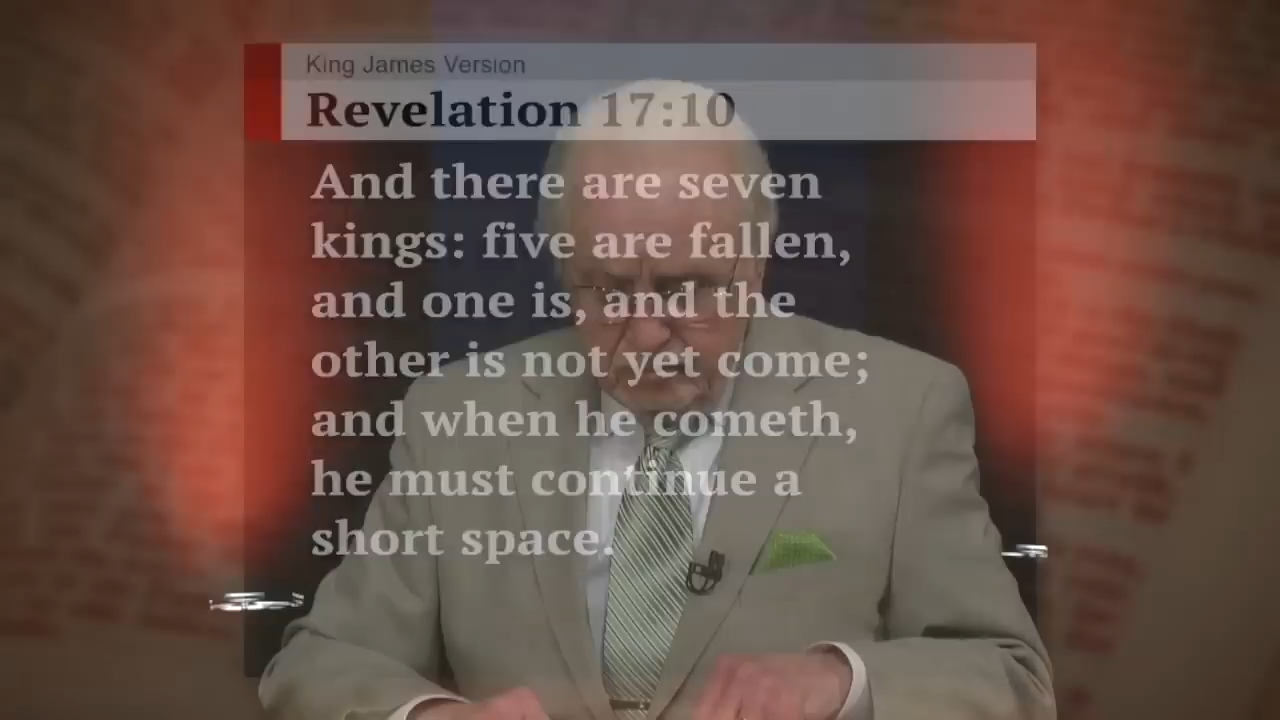 King James Version
Revelation 17:10
And there are seven
kings: five are fallen,
and one is, and the
other is not yet come;
and when he cometh,
he must continue a
short space.